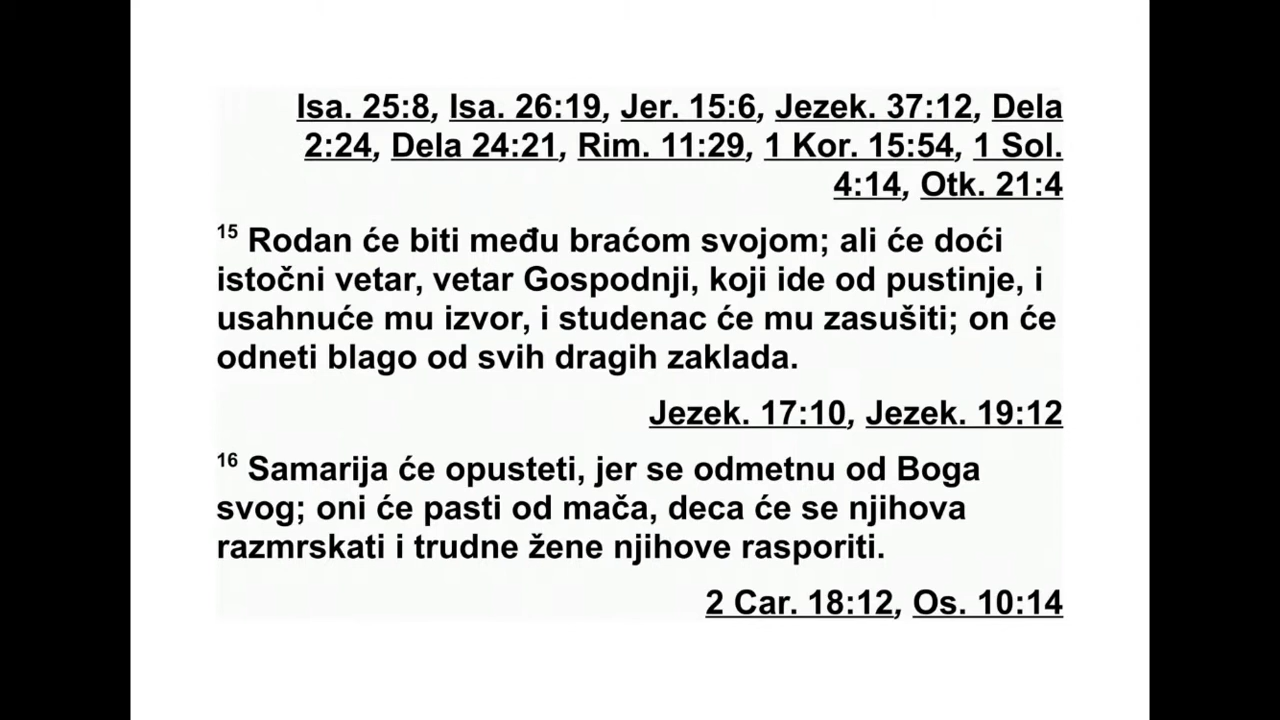 Isa. 25:8, Isa. 26:19, Jer. 15:6, Jezek. 37:12, Dela
2:24, Dela 24:21, Rim. 11:29, 1 Kor. 15:54, 1 Sol.
4:14, Otk. 21:4
15 Rodan će biti među braćom svojom; ali će doći
istočni vetar, vetar Gospodnji, koji ide od pustinje, i
usahnuće mu izvor, i studenac će mu zasušiti; on će
odneti blago od svih dragih zaklada.
Jezek. 17:10, Jezek. 19:12
16 Samarija će opusteti, jer se odmetnu od Boga
svog; oni će pasti od mača, deca će se njihova
razmrskati i trudne žene njihove rasporiti.
2 Car. 18:12, Os. 10:14